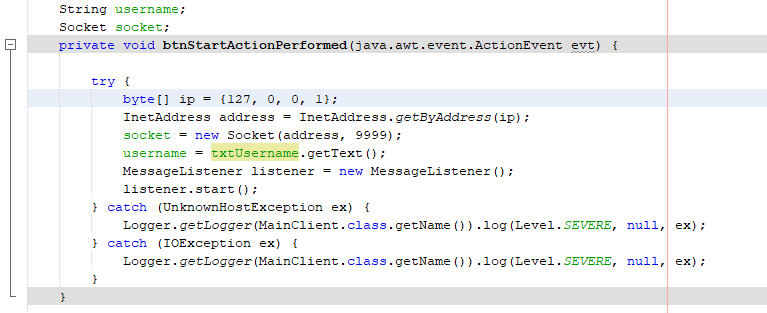 String username;
Socket socket;
private void btnStartActionPerformed(java.awt.event.ActionEvent evt) {
try {
byte[] ip = {127, 0, 0, 1};
InetAddress address = InetAddress.getByAddress(ip);
socket = new Socket(address, 9999);
username = txtUsername.getText();
MessageListener listener = new MessageListener();
listener.start();
} catch (UnknownHostException ex) {
Logger.getLogger(MainClient.class.getName()).log(Level.SEVERE, null, ex);
} catch (IOException ex) {
Logger.getLogger(MainClient.class.getName()).log(Level.SEVERE, null, ex);
}
}